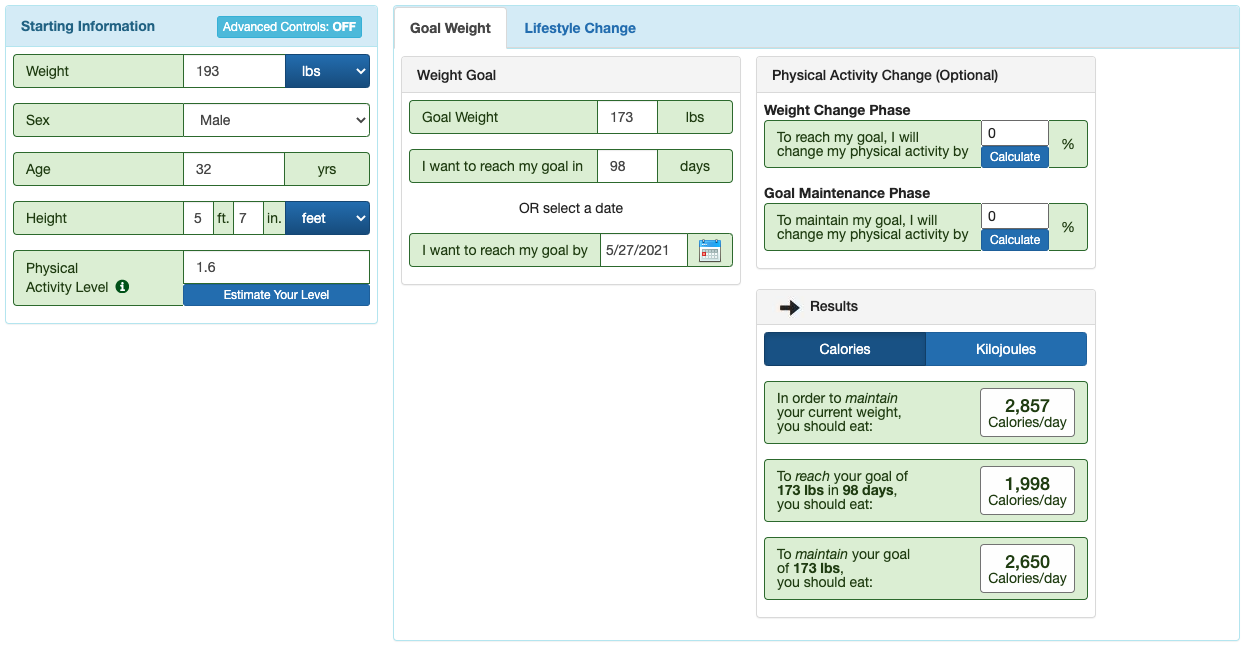 Starting Information
Advanced Controls: OFF
Weight
193
lbs
Sex
Male
Age
32
yrs
Height
5
ft.
7
in.
feet
Physical
Activity Level
1.6
Estimate Your Level
Goal Weight
Lifestyle Change
Weight Goal
Goal Weight
173
lbs
I want to reach my goal in
98
days
OR select a date
I want to reach my goal by
5/27/2021
Physical Activity Change (Optional)
Weight Change Phase
To reach my goal, I will
change my physical activity by
0
Calculate
%
Goal Maintenance Phase
To maintain my goal, I will
change my physical activity by
0
Calculate
%
Results
Calories
Kilojoules
In order to maintain
your current weight,
you should eat:
2,857
Calories/day
To reach your goal of
173 lbs in 98 days,
you should eat:
1,998
Calories/day
To maintain your goal
of 173 lbs,
you should eat:
2,650
Calories/day